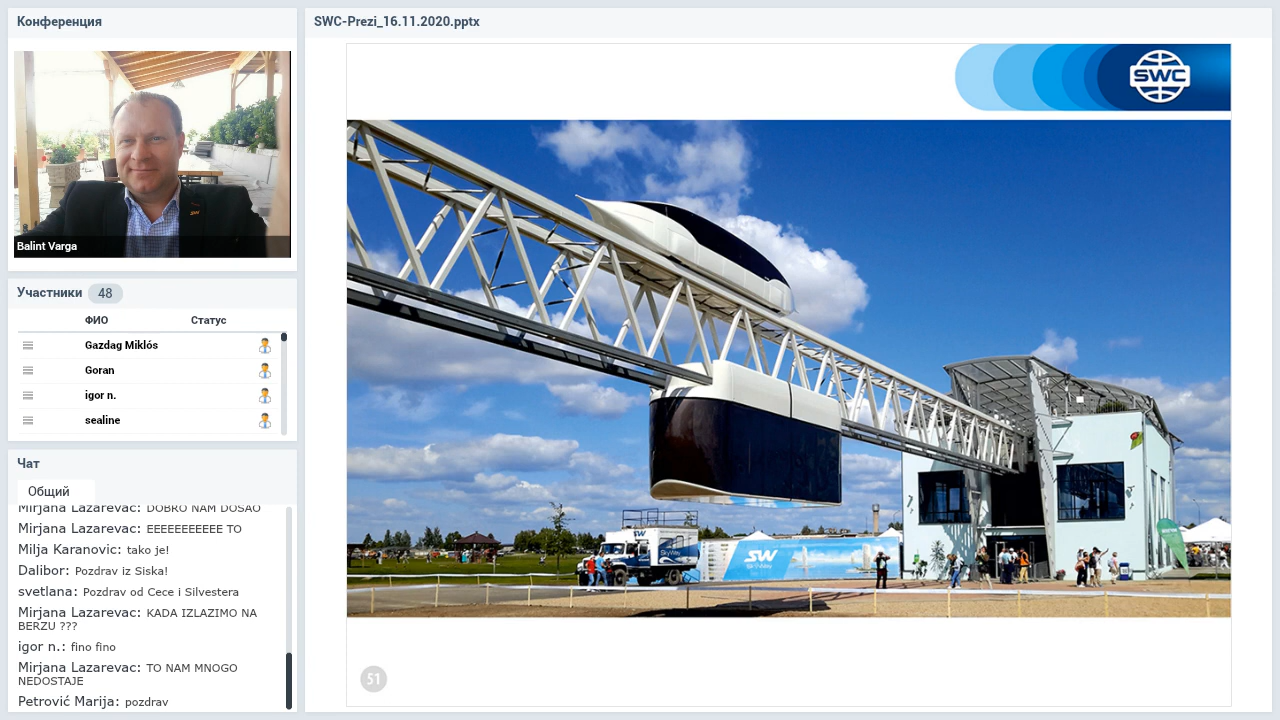 Конференция
Balint Varga
Участники 48
ФИО Статус
Gazdag Miklós
Goran
igor n.
sealine
Чат
Общий
Mirjana Lazarevac: DOBRO NAM DOSAO
Mirjana Lazarevac: EEEEEEEEEEE TO
Milja Karanovic: tako je!
Dalibor: Pozdrav iz Siska!
svetlana: Pozdrav od Cece i Silvestera
Mirjana Lazarevac: KADA IZLAZIMO NA
BERZU ???
igor n.: fino fino
Mirjana Lazarevac: TO NAM MNOGO
NEDOSTAJE
Petrović Marija: pozdrav
SWC-Prezi_16.11.2020.pptx
SWC
SW
SkyWay
SW
SkyWay
51